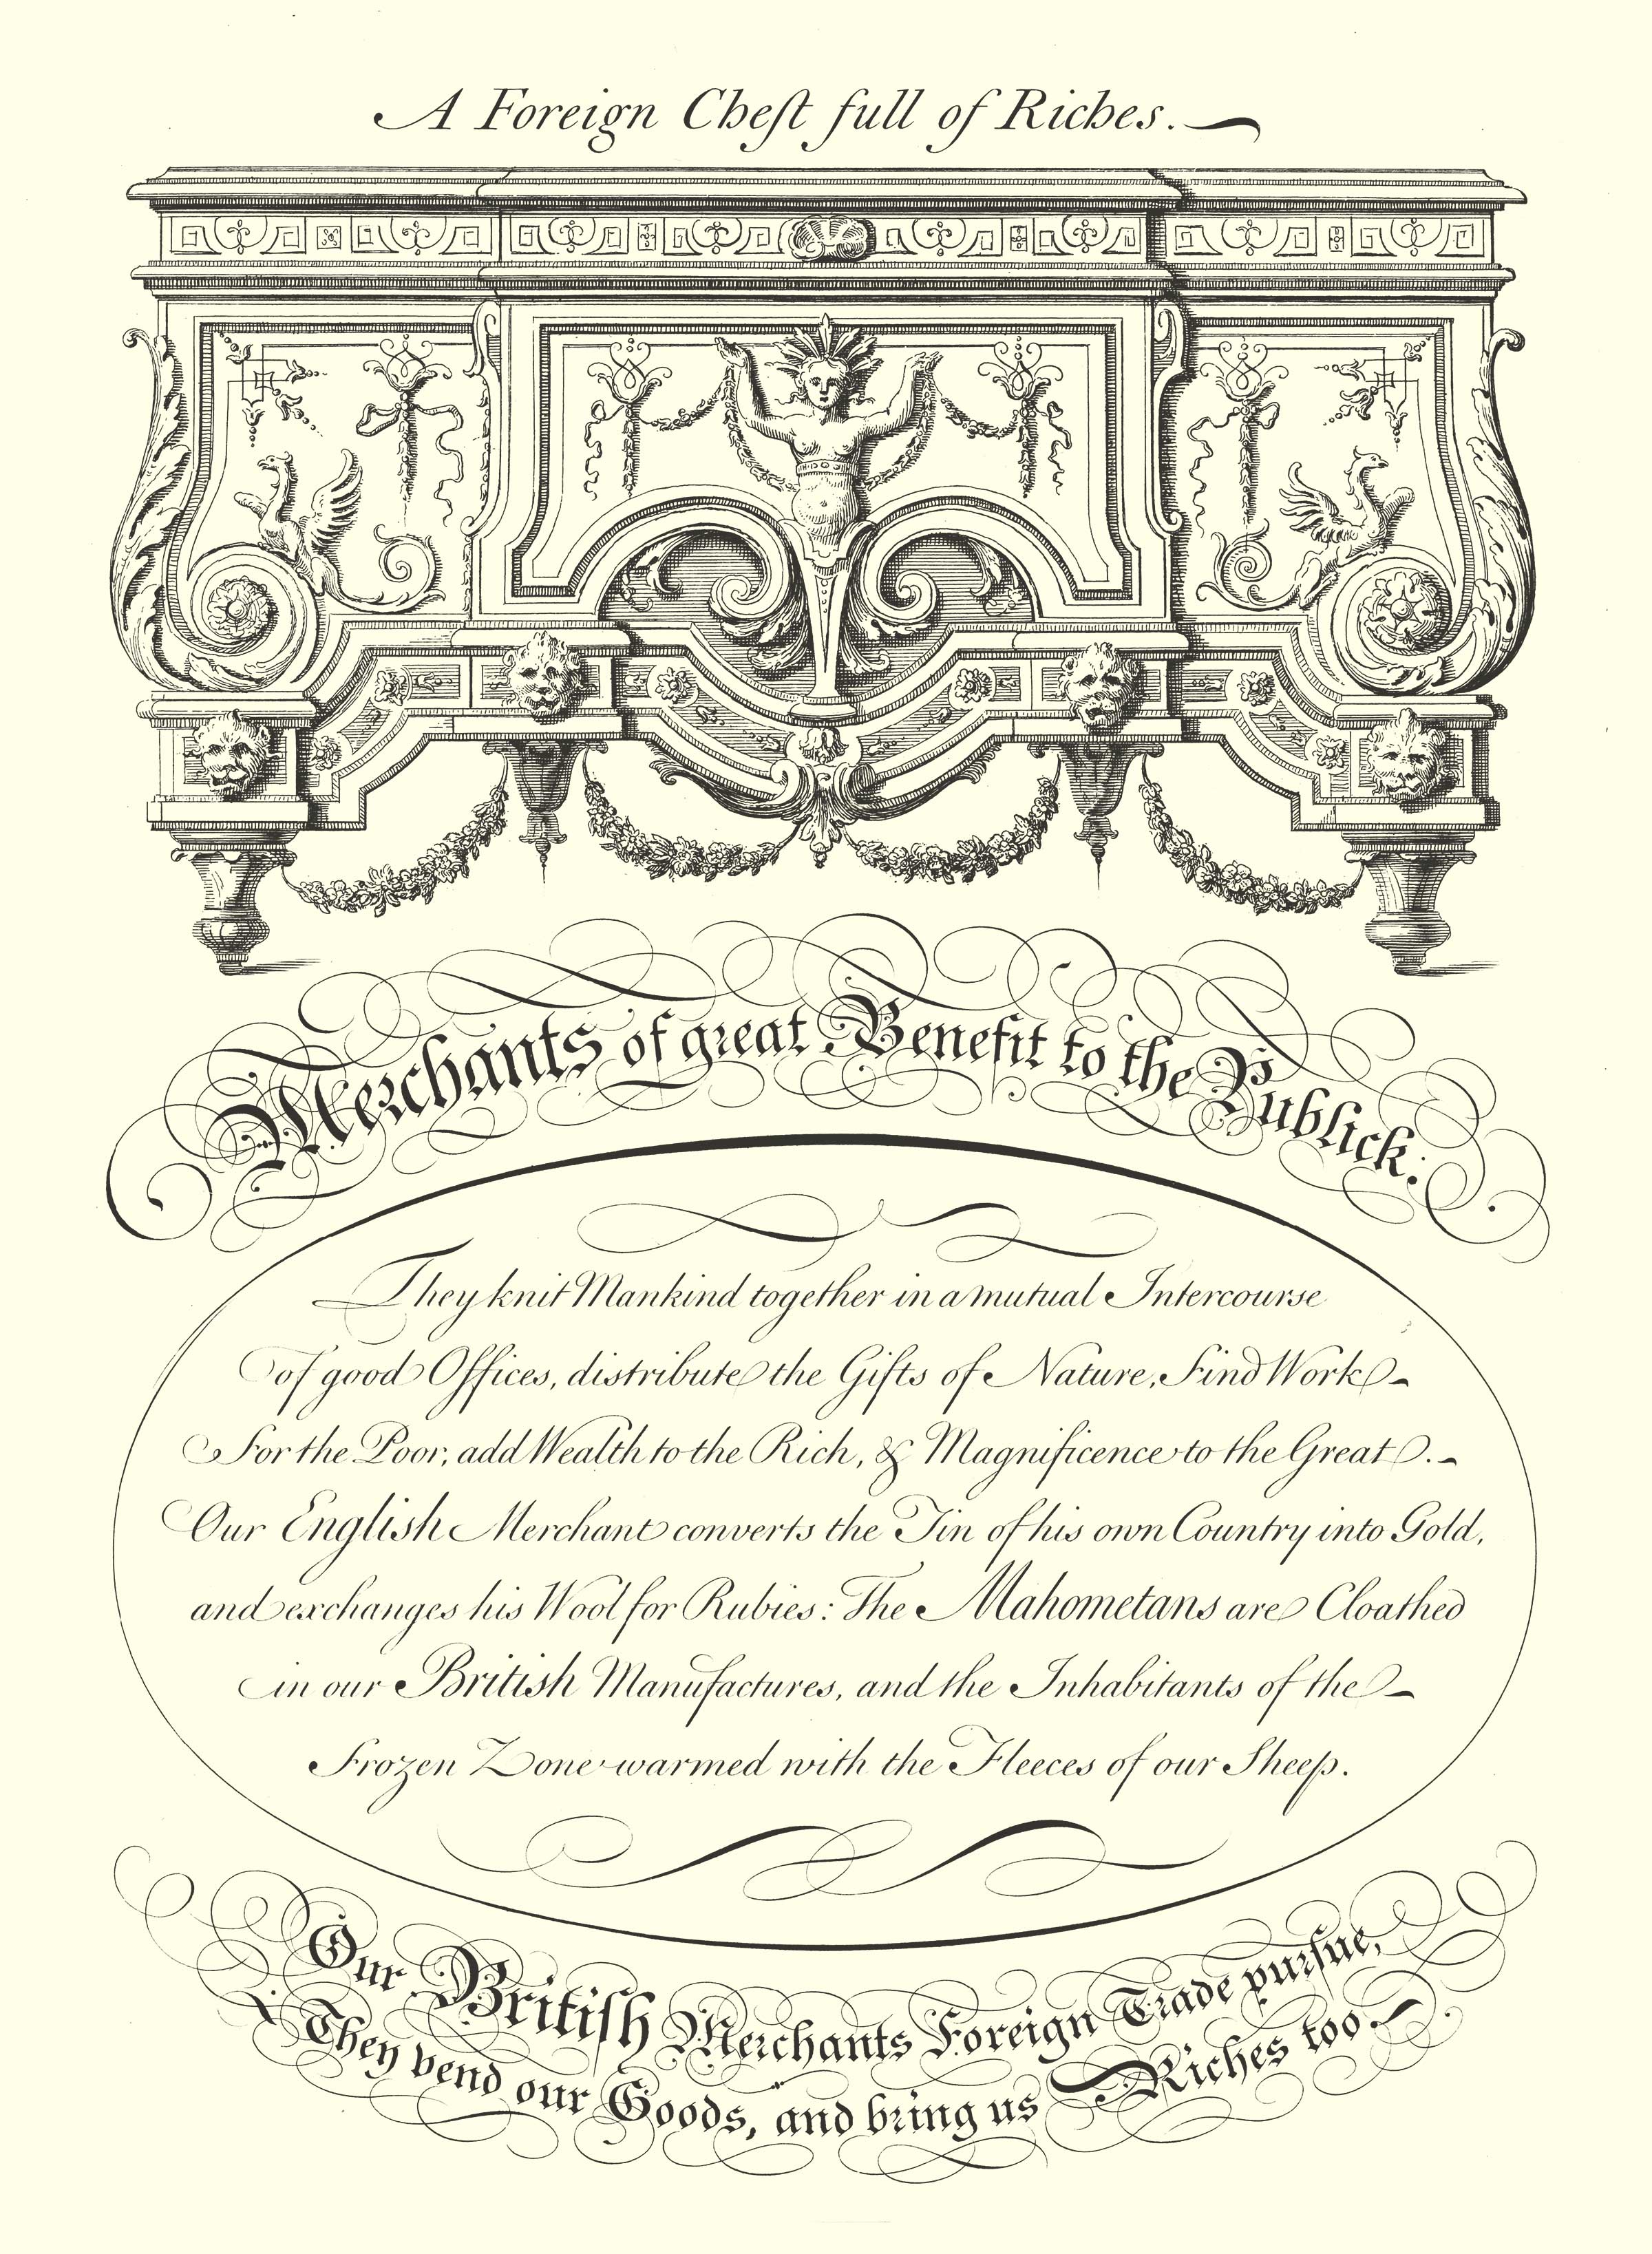 A Foreign Cheſt full of Riches.
Merchants of great Benefit to the Publick.
They knit Mankind together in a mutual Intercourse
of good Offices, distribute the Gifts of Nature, Find Work
For the Poor, add Wealth to the Rich, & Magnificence to the Great.
Our English Merchant converts the Tin of his own Country into Gold,
and exchanges his Wool for Rubies: The Mahometans are Cloathed
in our British Manufactures, and the Inhabitants of the
Frozen Zone warmed with the Fleeces of our Sheep.
Our Britiſh Merchants Foreign Trade purſue,
They vend our Goods, and bring us Riches too.